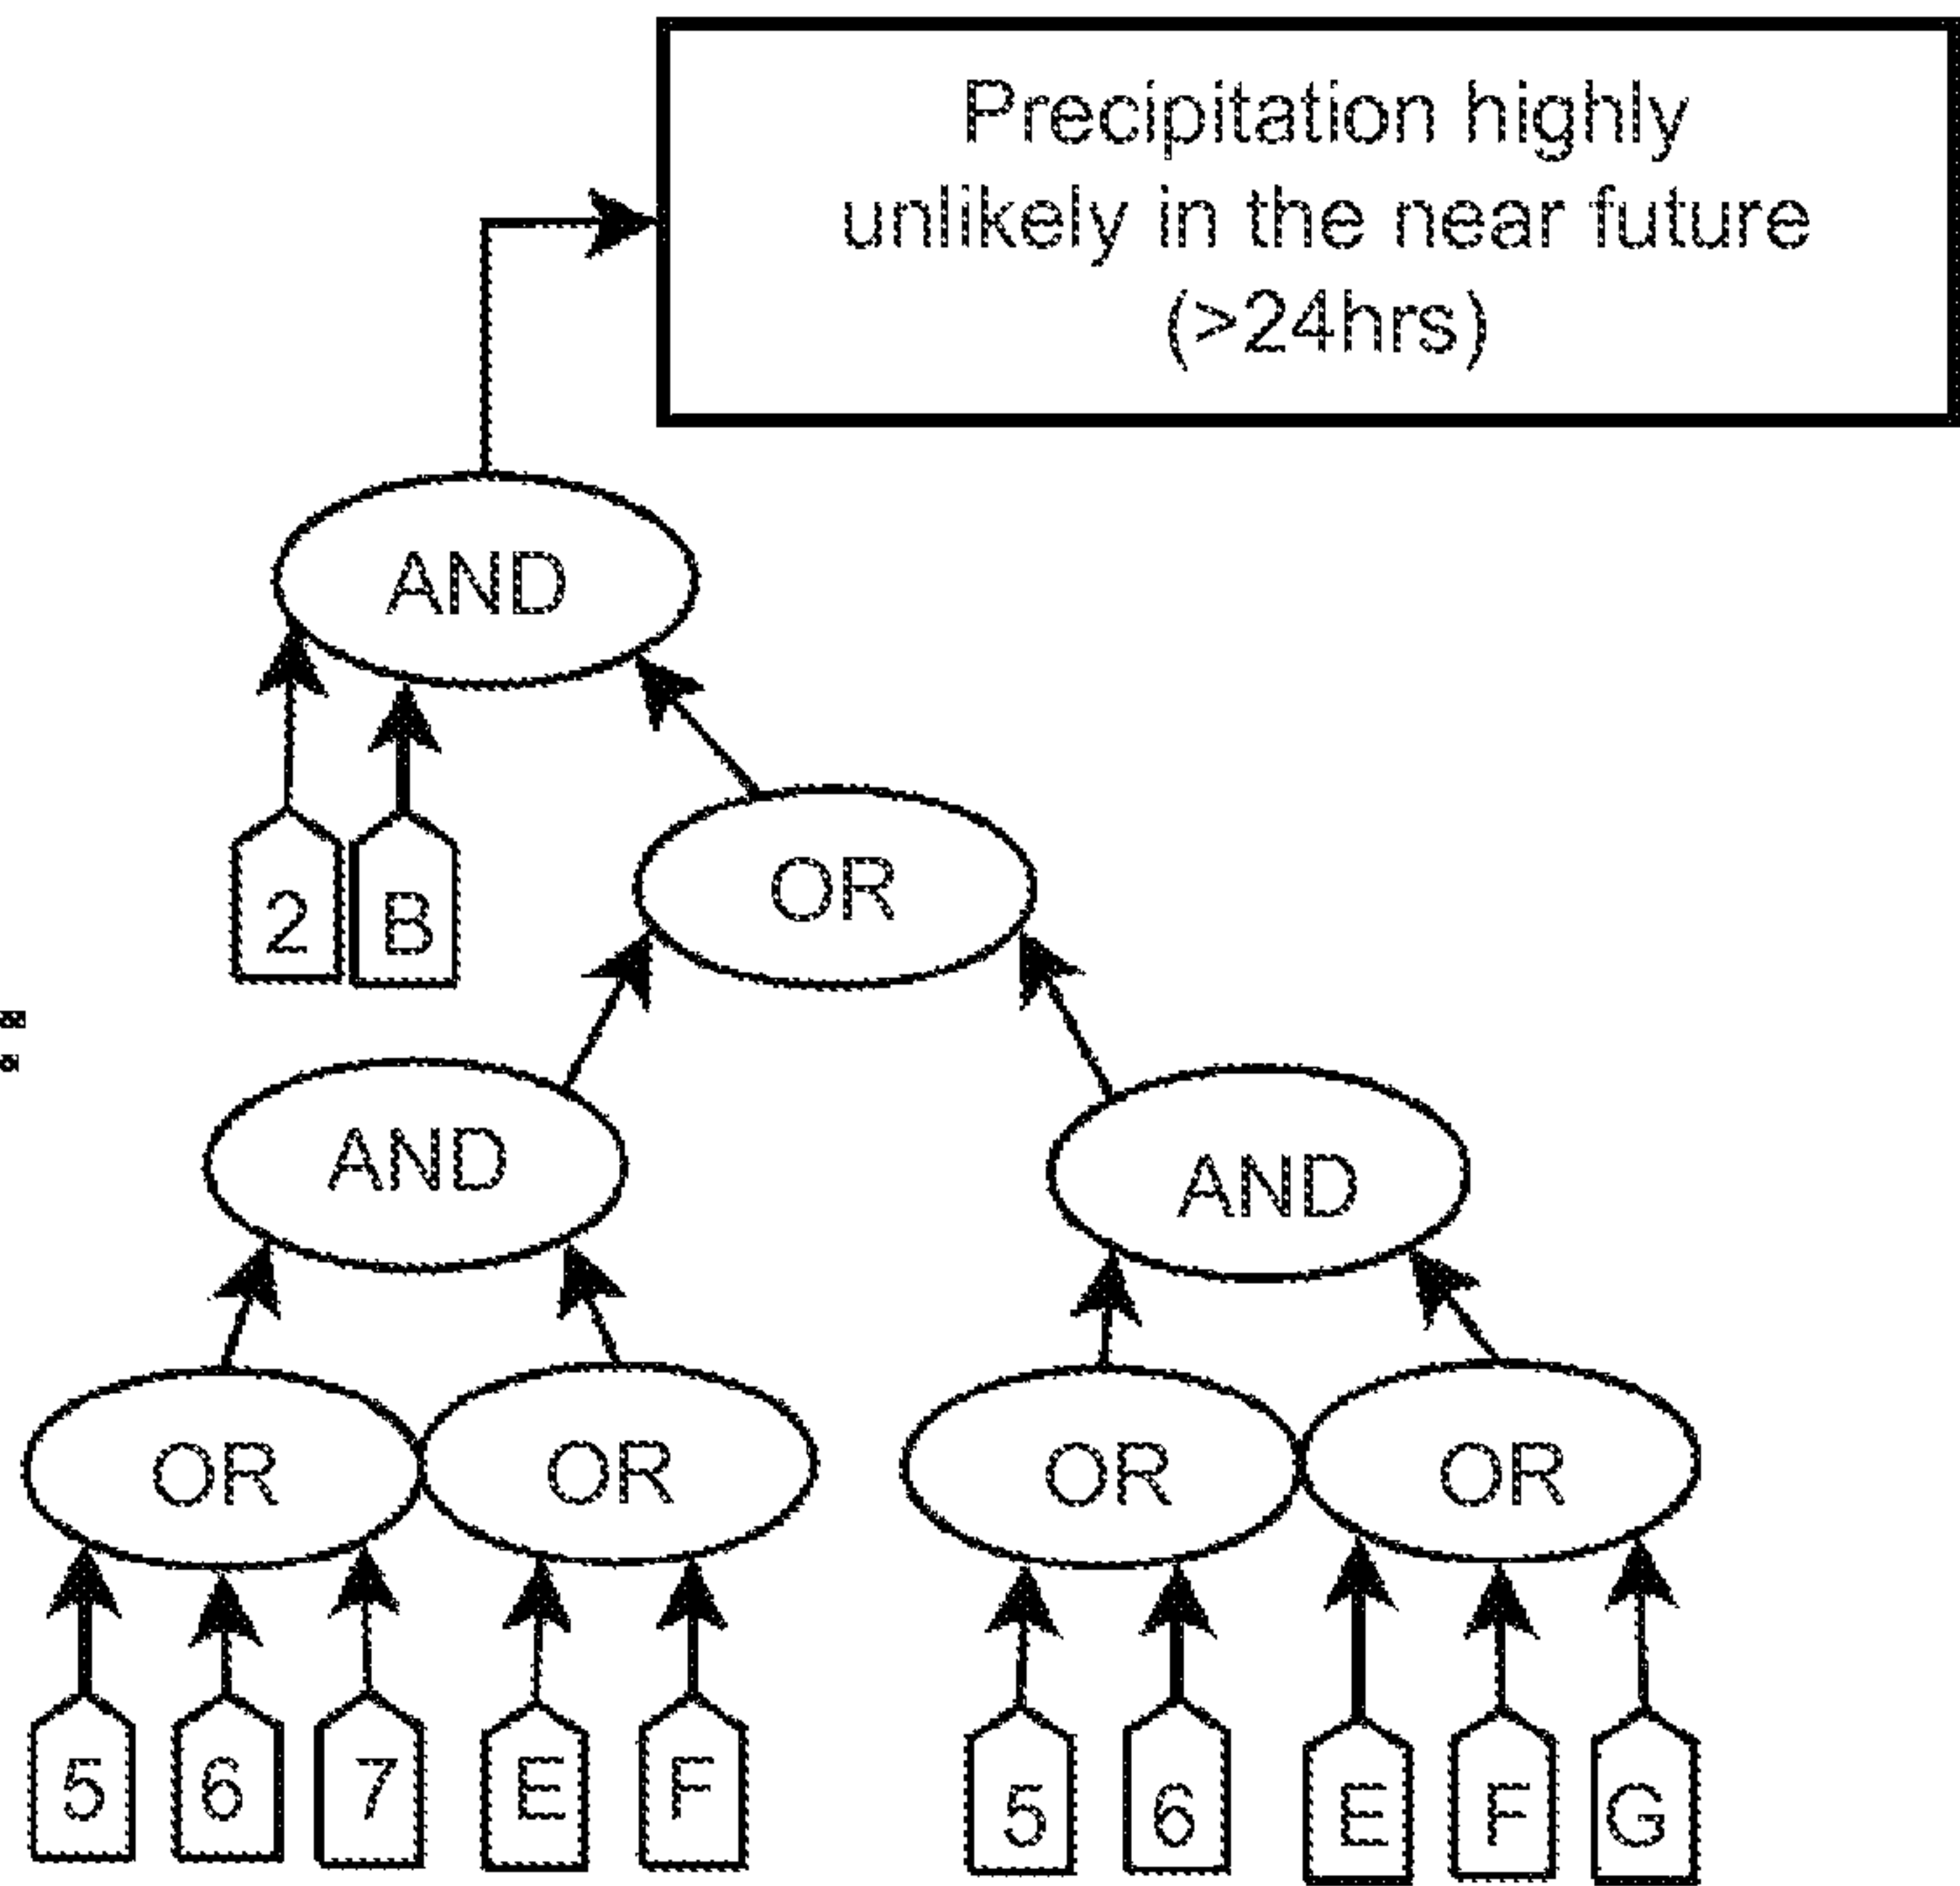 Precipitation highly
unlikely in the near future
(>24hrs)
AND
2 B
OR
AND AND
OR OR OR OR
5 6 7 E F 5 6 E F G